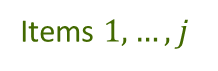 Items 1, … , j